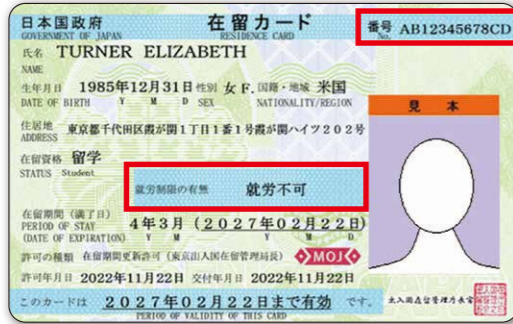 日本国政府 在留カード 番号 AB12345678CD
GOVERNMENT OF JAPAN RESIDENCE CARD No.
氏名 TURNER ELIZABETH
NAME
生年月日 1985年12月31日 性別 女 F. 国籍・地域 米国
DATE OF BIRTH Y M D SEX NATIONALITY/REGION
見本
住居地 東京都千代田区霞が関1丁目1番1号霞が関ハイツ202号
ADDRESS
在留資格 留学
STATUS Student
就労制限の有無 就労不可
在留期間(満了日) 4年3月(2027年02月22日)
PERIOD OF STAY
(DATE OF EXPIRATION) Y M Y M D
許可の種類 在留期間更新許可(東京出入国在留管理局長) MOJ
許可年月日 2022年11月22日 交付年月日 2022年11月22日
このカードは 2027年02月22日まで有効 です。
PERIOD OF VALIDITY OF THIS CARD